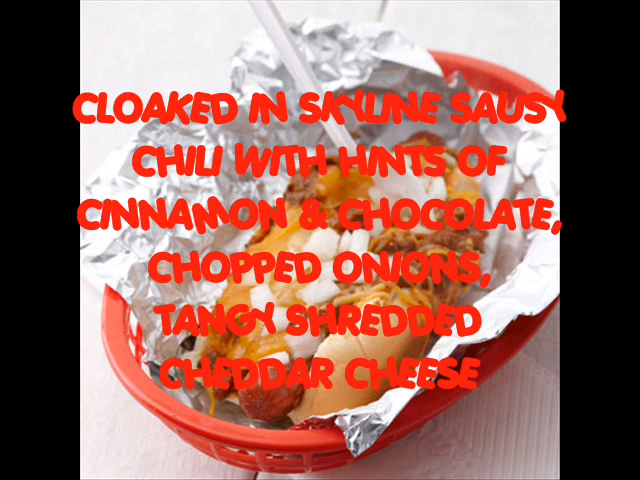 CLOAKED IN SKYLINE SAUSY
CHILI WITH HINTS OF
CINNAMON & CHOCOLATE,
CHOPPED ONIONS,
TANGY SHREDDED
CHEDDAR CHEESE